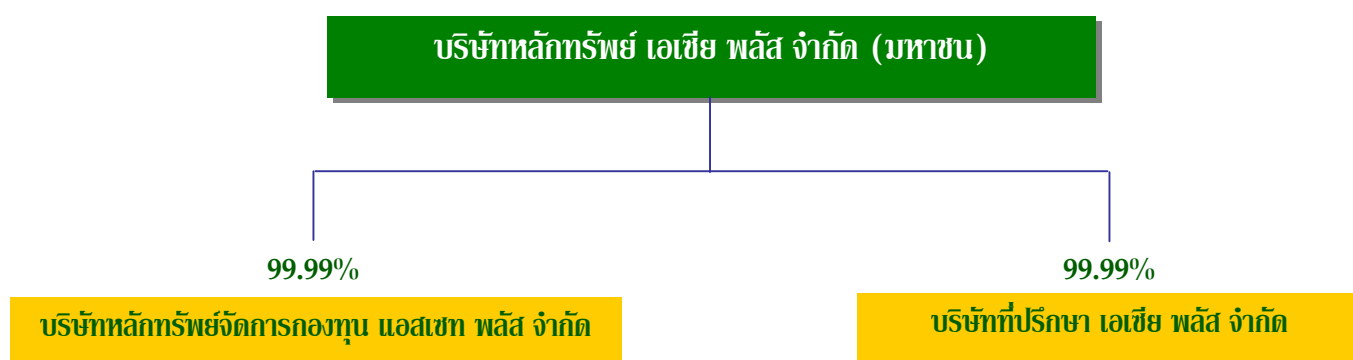 บริษัทหลักทรัพย์ เอเซีย พลัส จำกัด (มหาชน)
99.99%
99.99%
บริษัทหลักทรัพย์จัดการกองทุน แอสเซท พลัส จำกัด
บริษัทที่ปรึกษา เอเซีย พลัส จำกัด